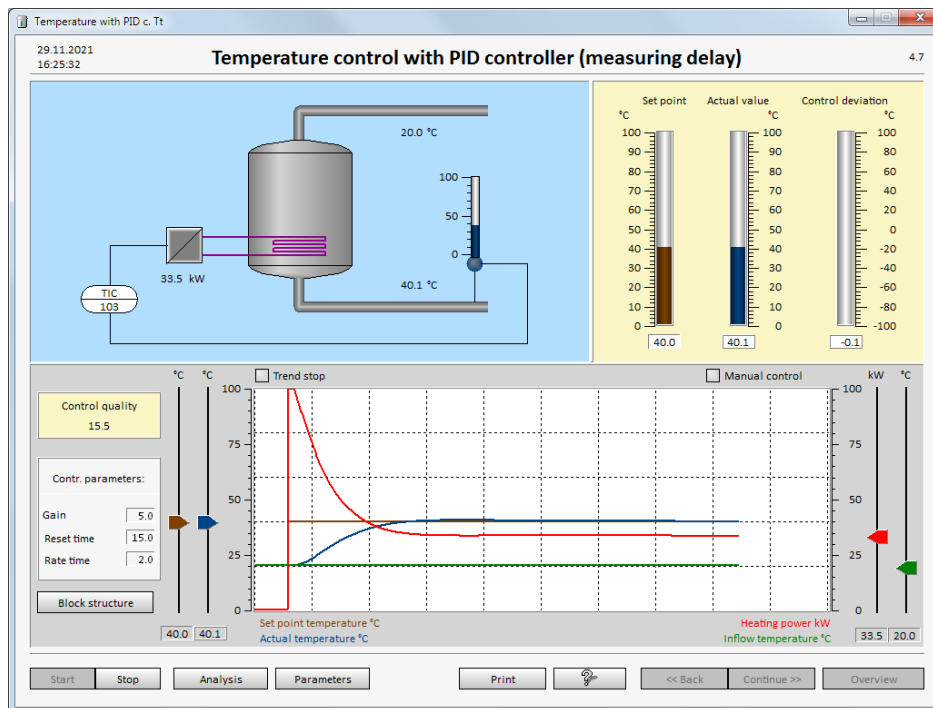 Temperature with PID c. Tt
29.11.2021
16:25:32
Temperature control with PID controller (measuring delay)
4.7
20.0 °C
100
50
0
33.5 kW
40.1 °C
TIC
103
Set point Actual value Control deviation
°C °C °C
100 100 100
90 90 80
80 80 60
70 70 40
60 60 20
50 50 0
40 40 -20
30 30 -40
20 20 -60
10 10 -80
0 0 -100
40.0 40.1 -0.1
°C °C
Trend stop
Manual control
kW °C
Control quality
15.5
Contr. parameters:
Gain 5.0
Reset time 15.0
Rate time 2.0
Block structure
100 100
75 75
50 50
25 25
0 0
40.0 40.1
Set point temperature °C
Actual temperature °C
Heating power kW
Inflow temperature °C
33.5 20.0
Start Stop Analysis Parameters Print ? << Back Continue >> Overview